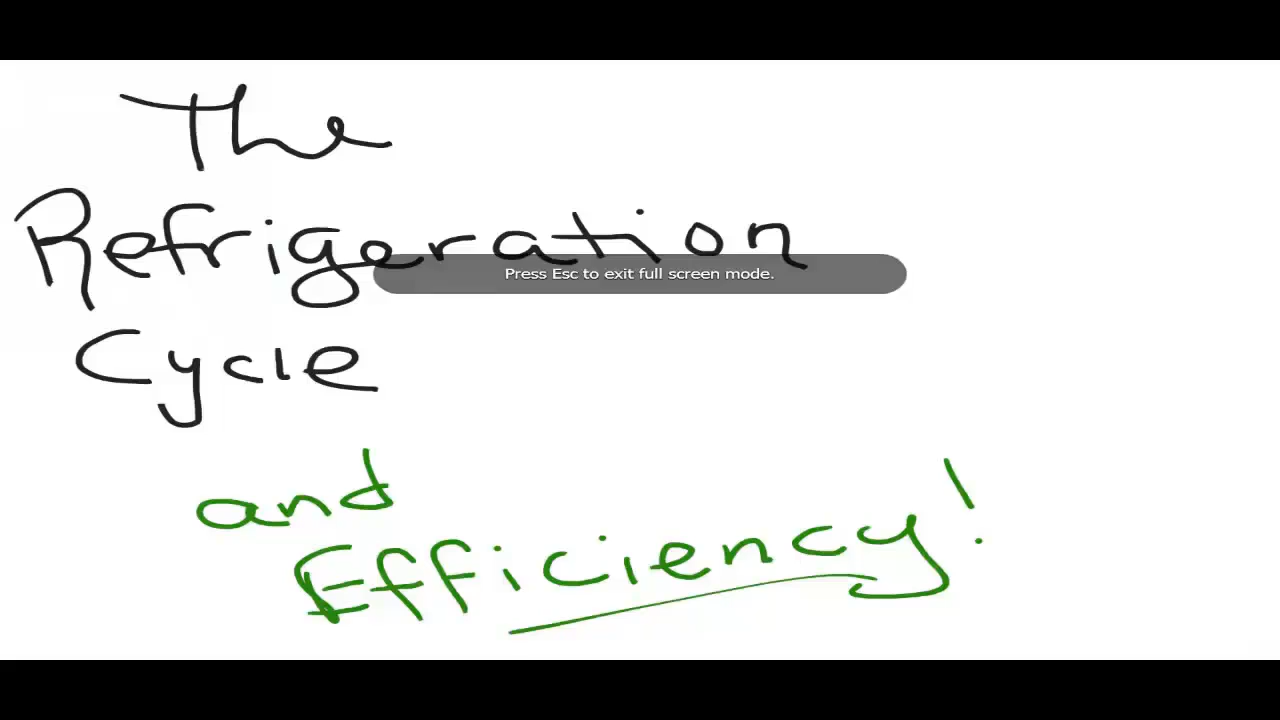 The
Refrigeration
Press Esc to exit full screen mode.
Cycle
and
Efficiency!